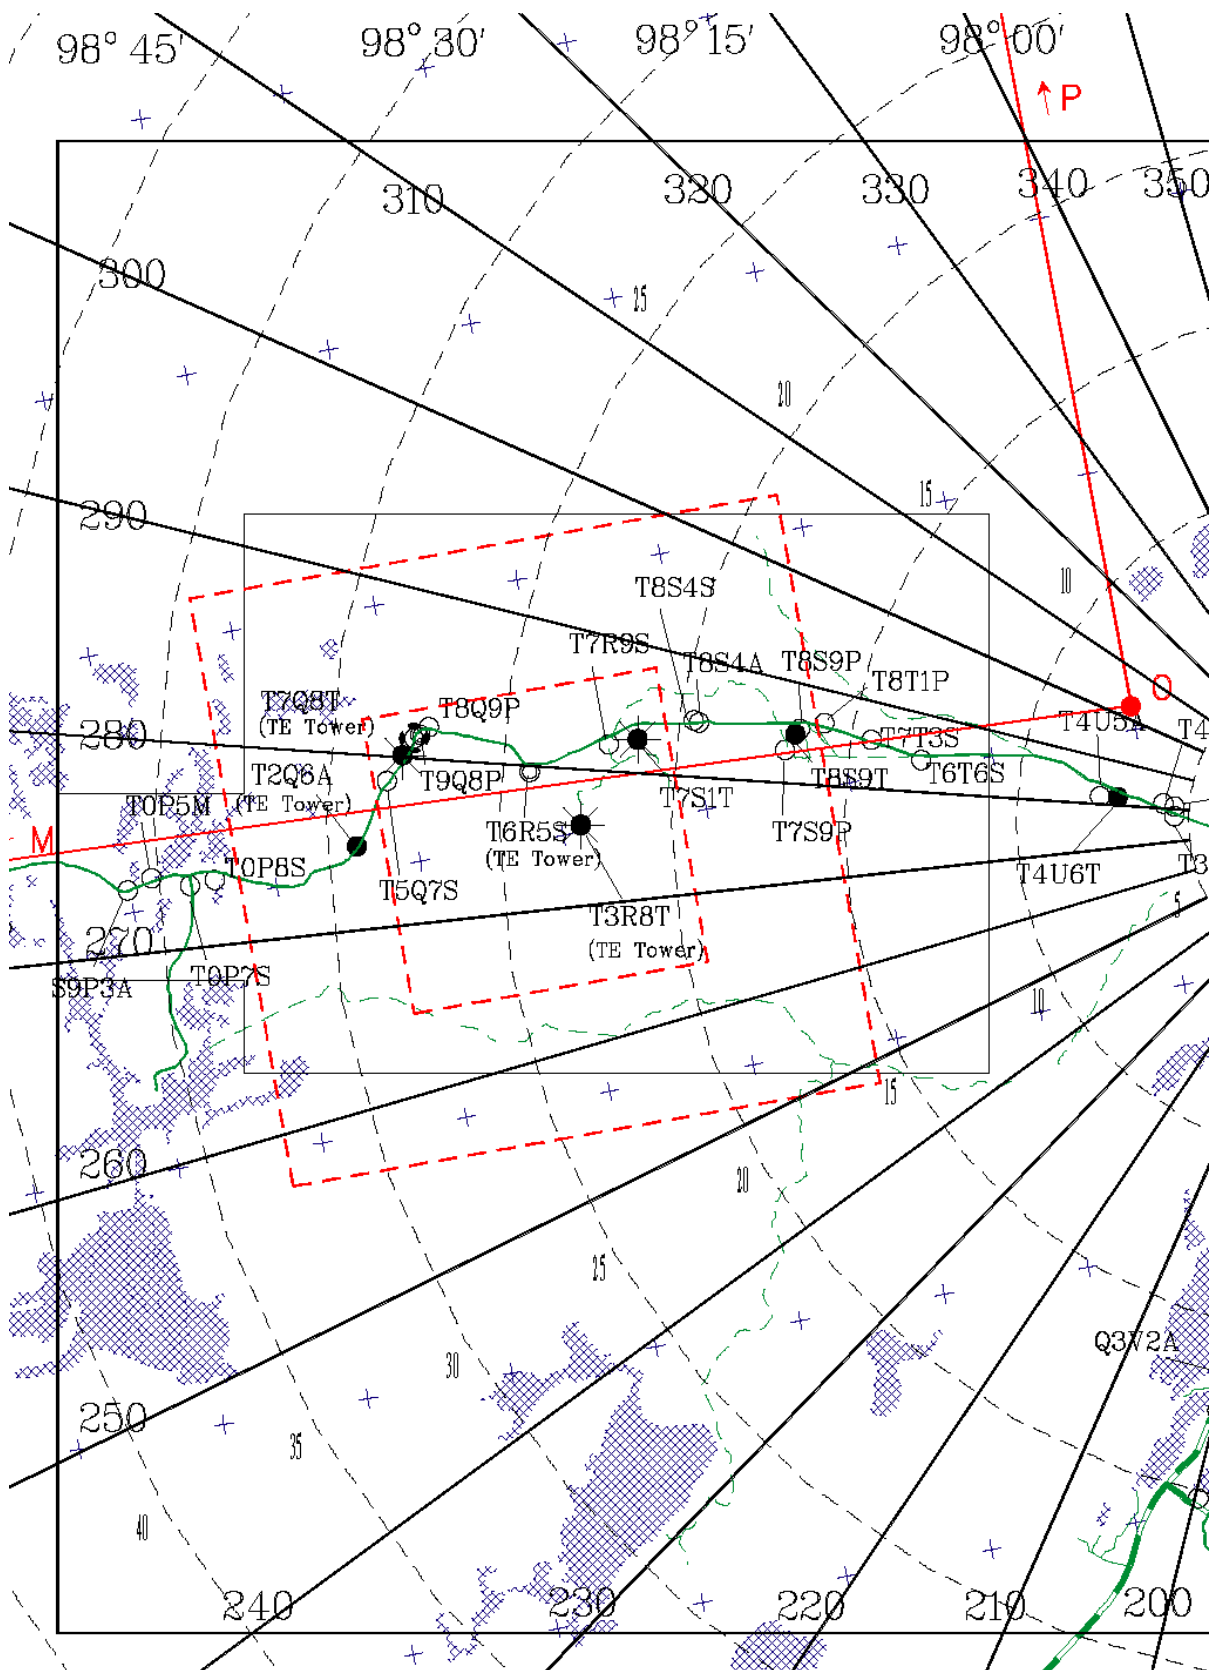 98° 45'
98° 30'
98° 15'
98° 00'
P
310
320
330
340
350
300
25
20
290
15
10
T8S4S
T7R9S
T8S4A
T8S9P
T8T1P
O
T7Q8T
(TE Tower)
T8Q9P
280
T4U5A
T4
T7T3S
T6T6S
T2Q6A
(TE Tower)
T9Q8P
T7S1T
T8S9T
T0P5M
M
T6R5S
(TE Tower)
T7S9P
T0P8S
T5Q7S
T4U6T
T3
T3R8T
(TE Tower)
5
270
S9P3A
T0P7S
10
15
260
20
25
Q3V2A
30
250
35
40
240
230
220
210
200